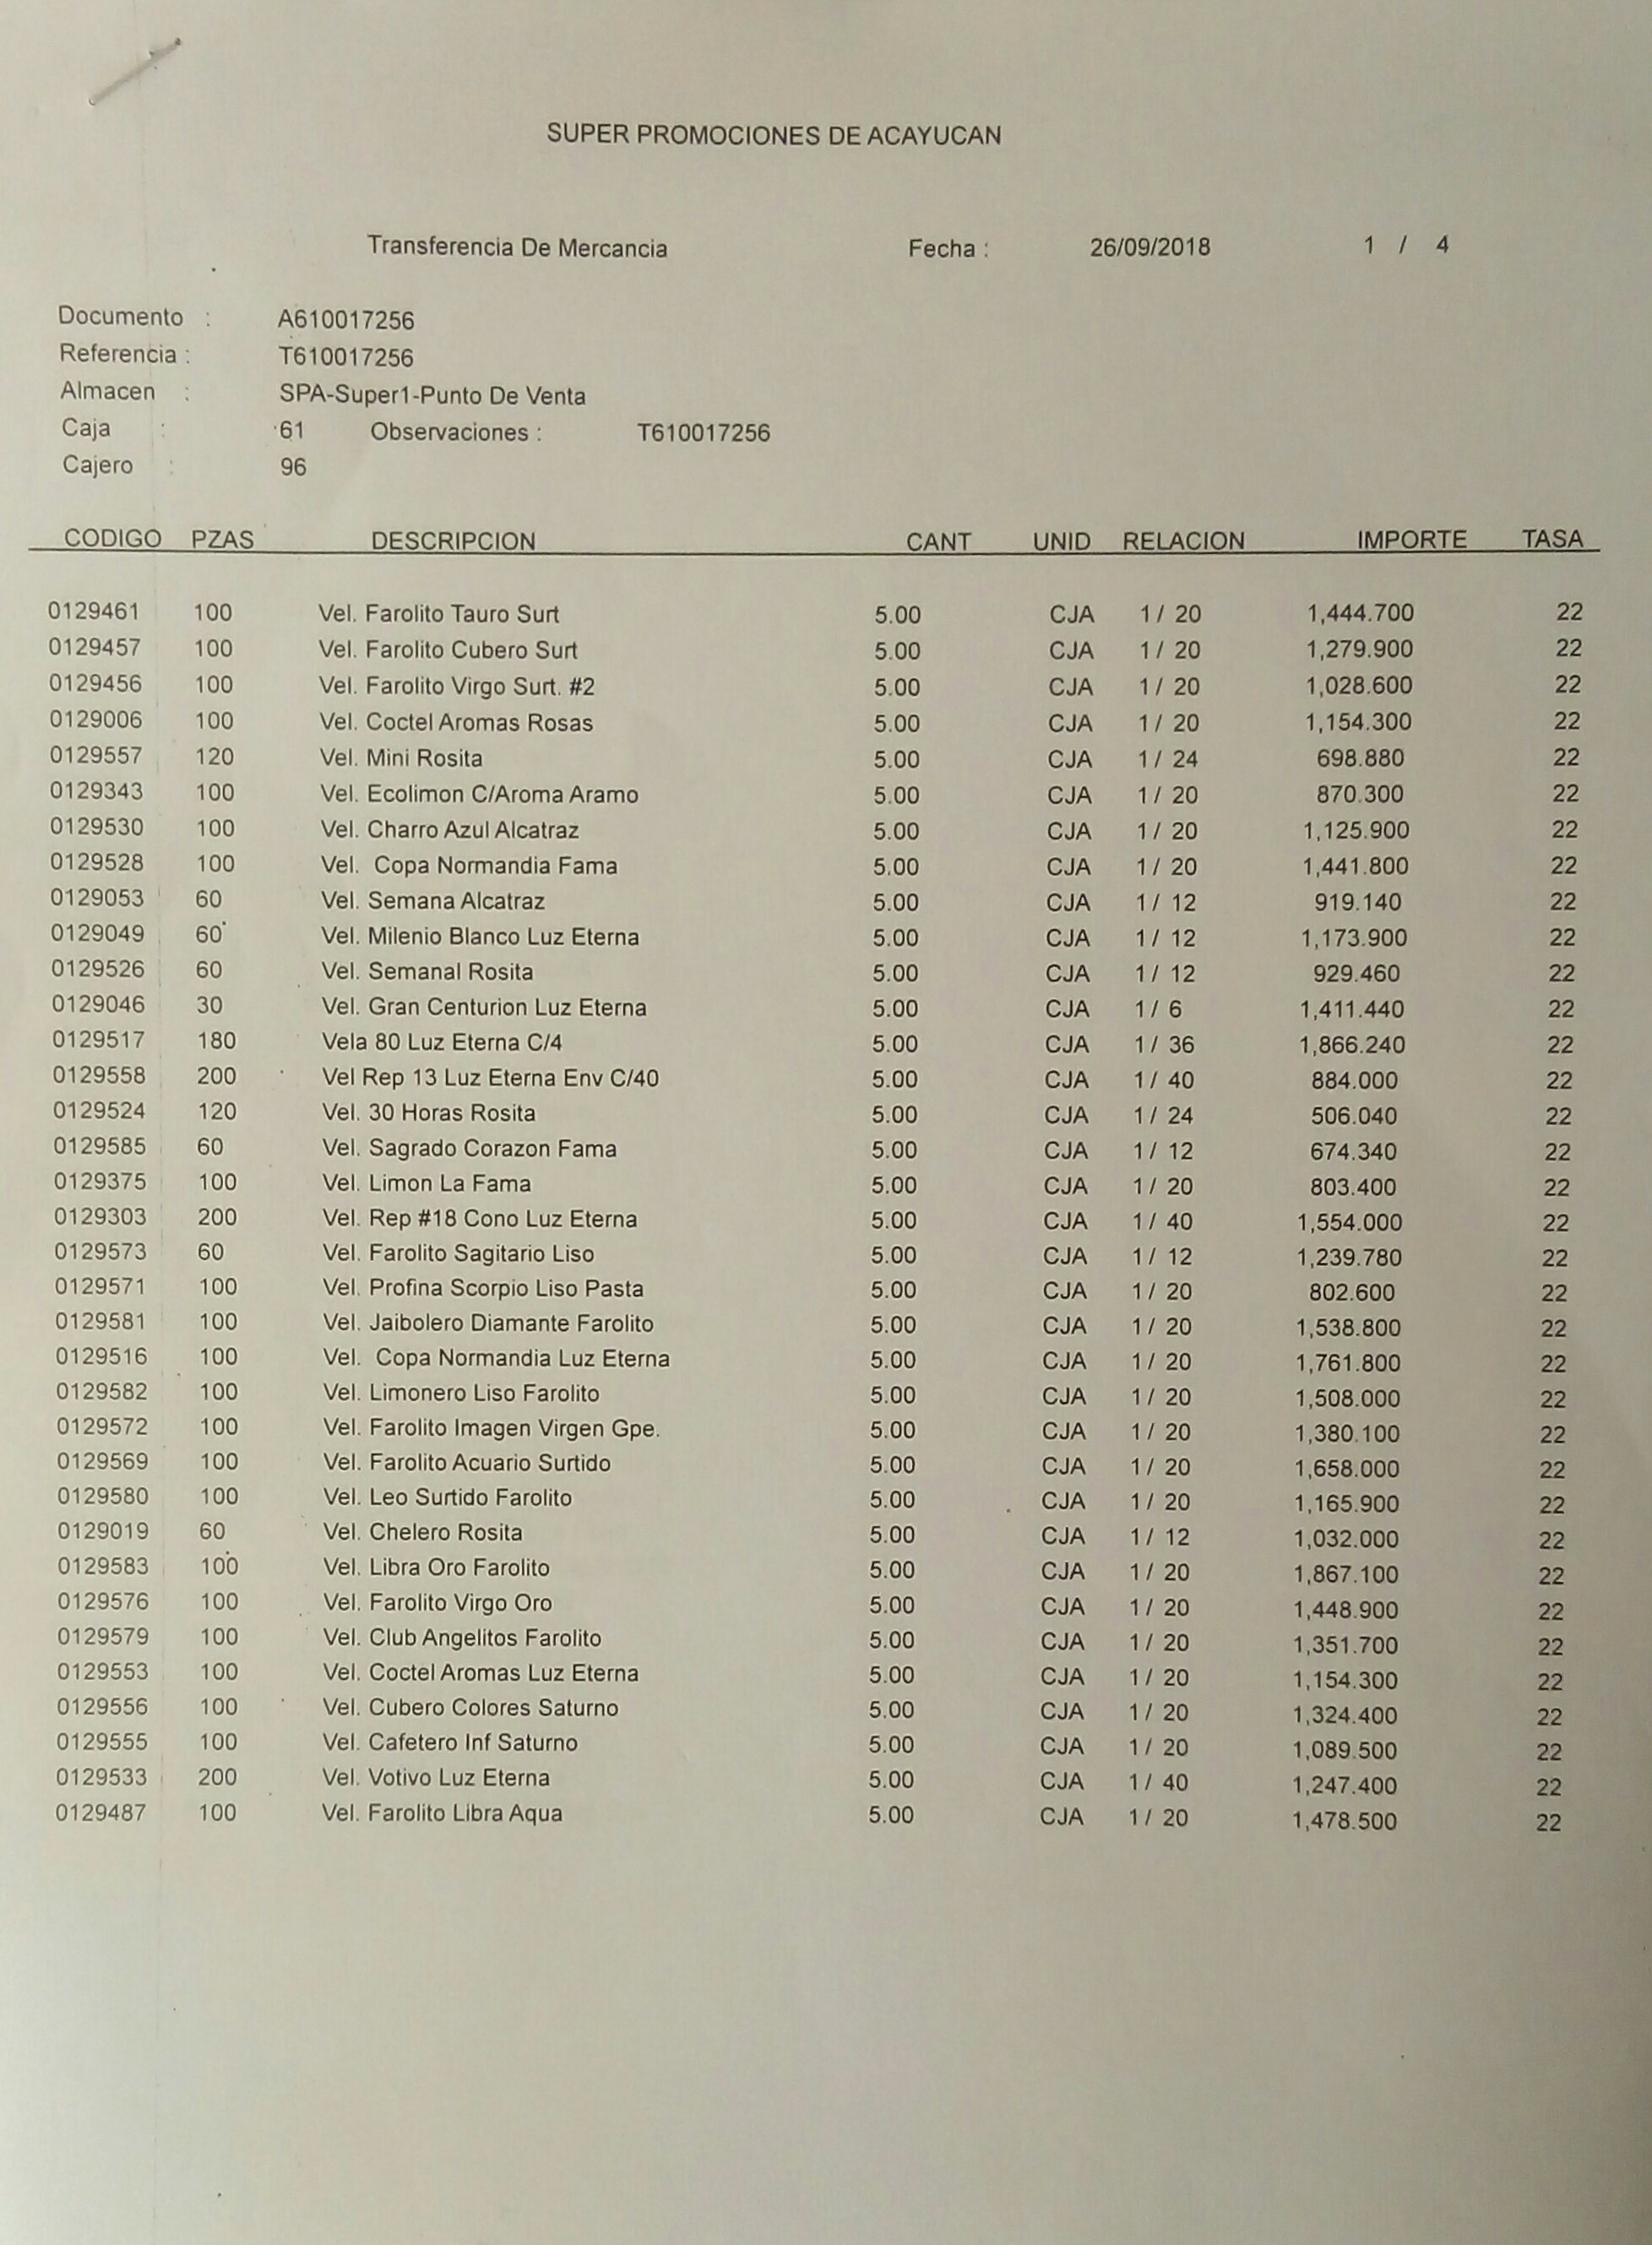 SUPER PROMOCIONES DE ACAYUCAN
Transferencia De Mercancia Fecha : 26/09/2018 1 / 4
Documento : A610017256
Referencia : T610017256
Almacen : SPA-Super1-Punto De Venta
Caja : 61 Observaciones : T610017256
Cajero : 96
CODIGO PZAS DESCRIPCION CANT UNID RELACION IMPORTE TASA
0129461 100 Vel. Farolito Tauro Surt 5.00 CJA 1/ 20 1,444.700 22
0129457 100 Vel. Farolito Cubero Surt 5.00 CJA 1/ 20 1,279.900 22
0129456 100 Vel. Farolito Virgo Surt. #2 5.00 CJA 1/ 20 1,028.600 22
0129006 100 Vel. Coctel Aromas Rosas 5.00 CJA 1/ 20 1,154.300 22
0129557 120 Vel. Mini Rosita 5.00 CJA 1/ 24 698.880 22
0129343 100 Vel. Ecolimon C/Aroma Aramo 5.00 CJA 1/ 20 870.300 22
0129530 100 Vel. Charro Azul Alcatraz 5.00 CJA 1/ 20 1,125.900 22
0129528 100 Vel. Copa Normandia Fama 5.00 CJA 1/ 20 1,441.800 22
0129053 60 Vel. Semana Alcatraz 5.00 CJA 1/ 12 919.140 22
0129049 60 Vel. Milenio Blanco Luz Eterna 5.00 CJA 1/ 12 1,173.900 22
0129526 60 Vel. Semanal Rosita 5.00 CJA 1/ 12 929.460 22
0129046 30 Vel. Gran Centurion Luz Eterna 5.00 CJA 1/ 6 1,411.440 22
0129517 180 Vela 80 Luz Eterna C/4 5.00 CJA 1/ 36 1,866.240 22
0129558 200 Vel Rep 13 Luz Eterna Env C/40 5.00 CJA 1/ 40 884.000 22
0129524 120 Vel. 30 Horas Rosita 5.00 CJA 1/ 24 506.040 22
0129585 60 Vel. Sagrado Corazon Fama 5.00 CJA 1/ 12 674.340 22
0129375 100 Vel. Limon La Fama 5.00 CJA 1/ 20 803.400 22
0129303 200 Vel. Rep #18 Cono Luz Eterna 5.00 CJA 1/ 40 1,554.000 22
0129573 60 Vel. Farolito Sagitario Liso 5.00 CJA 1/ 12 1,239.780 22
0129571 100 Vel. Profina Scorpio Liso Pasta 5.00 CJA 1/ 20 802.600 22
0129581 100 Vel. Jaibolero Diamante Farolito 5.00 CJA 1/ 20 1,538.800 22
0129516 100 Vel. Copa Normandia Luz Eterna 5.00 CJA 1/ 20 1,761.800 22
0129582 100 Vel. Limonero Liso Farolito 5.00 CJA 1/ 20 1,508.000 22
0129572 100 Vel. Farolito Imagen Virgen Gpe. 5.00 CJA 1/ 20 1,380.100 22
0129569 100 Vel. Farolito Acuario Surtido 5.00 CJA 1/ 20 1,658.000 22
0129580 100 Vel. Leo Surtido Farolito 5.00 CJA 1/ 20 1,165.900 22
0129019 60 Vel. Chelero Rosita 5.00 CJA 1/ 12 1,032.000 22
0129583 100 Vel. Libra Oro Farolito 5.00 CJA 1/ 20 1,867.100 22
0129576 100 Vel. Farolito Virgo Oro 5.00 CJA 1/ 20 1,448.900 22
0129579 100 Vel. Club Angelitos Farolito 5.00 CJA 1/ 20 1,351.700 22
0129553 100 Vel. Coctel Aromas Luz Eterna 5.00 CJA 1/ 20 1,154.300 22
0129556 100 Vel. Cubero Colores Saturno 5.00 CJA 1/ 20 1,324.400 22
0129555 100 Vel. Cafetero Inf Saturno 5.00 CJA 1/ 20 1,089.500 22
0129533 200 Vel. Votivo Luz Eterna 5.00 CJA 1/ 40 1,247.400 22
0129487 100 Vel. Farolito Libra Aqua 5.00 CJA 1/ 20 1,478.500 22